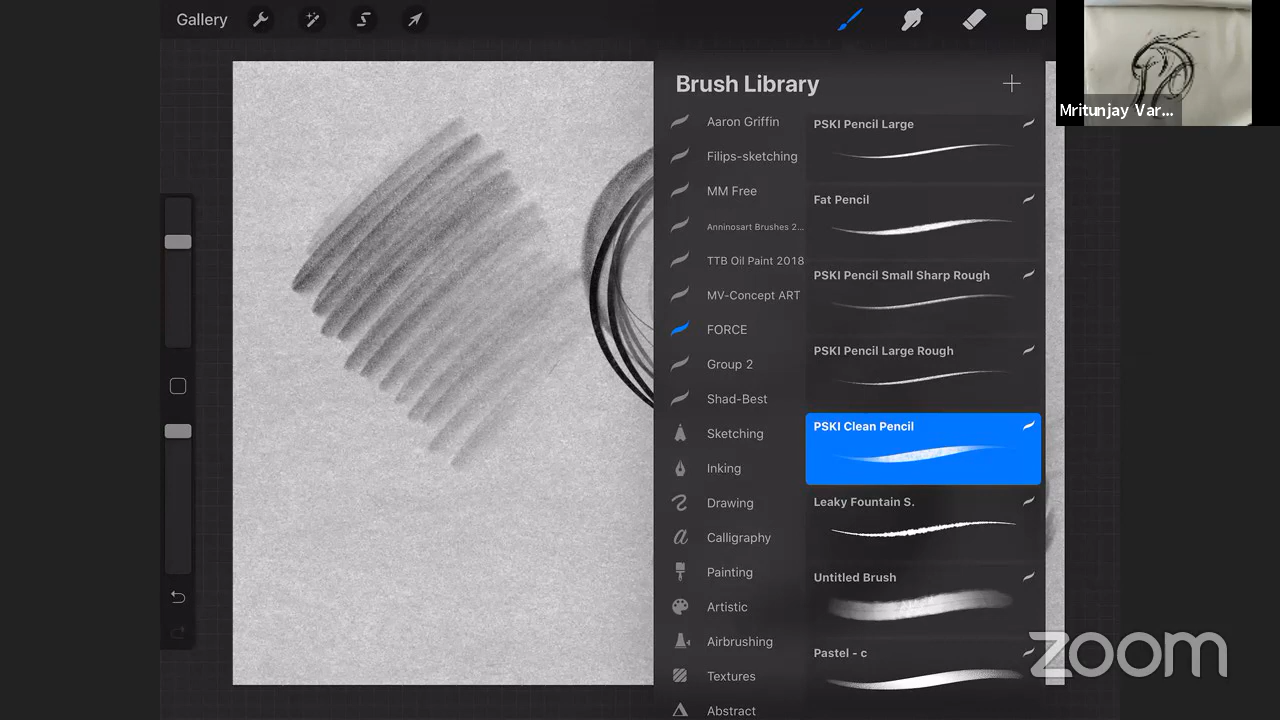 Gallery
Brush Library
Aaron Griffin
Filips-sketching
MM Free
Anninosart Brushes 2...
TTB Oil Paint 2018
MV-Concept ART
FORCE
Group 2
Shad-Best
Sketching
Inking
Drawing
Calligraphy
Painting
Artistic
Airbrushing
Textures
Abstract
PSKI Pencil Large
Fat Pencil
PSKI Pencil Small Sharp Rough
PSKI Pencil Large Rough
PSKI Clean Pencil
Leaky Fountain S.
Untitled Brush
Pastel - c
Mritunjay Var...
zoom